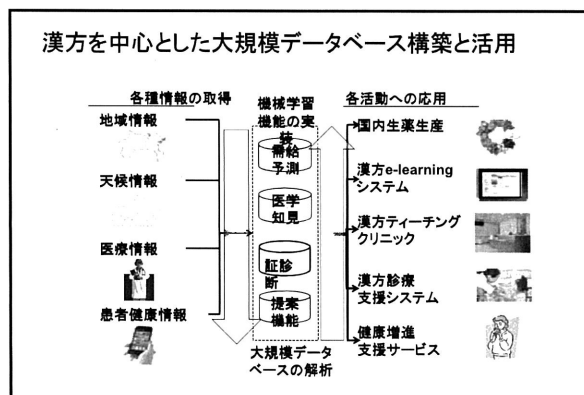 漢方を中心とした大規模データベース構築と活用
各種情報の取得
地域情報
天候情報
医療情報
患者健康情報
機械学習
機能の実
装
需給
予測
医学
知見
証診
断
提案
機能
大規模データ
ベースの解析
各活動への応用
国内生薬生産
漢方e-learning
システム
漢方ティーチング
クリニック
漢方診療
支援システム
健康増進
支援サービス